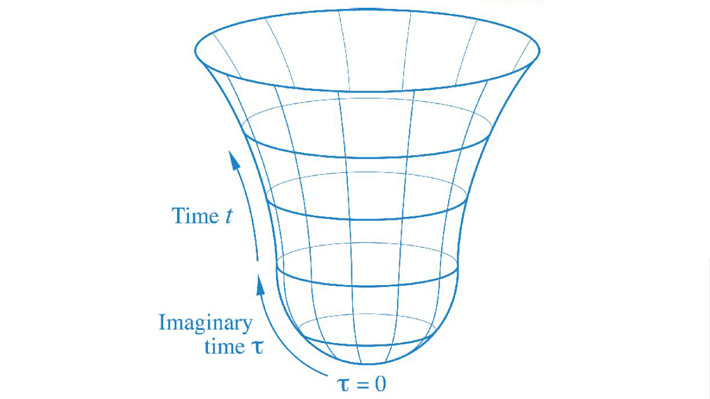 Time t
Imaginary
time τ
τ = 0